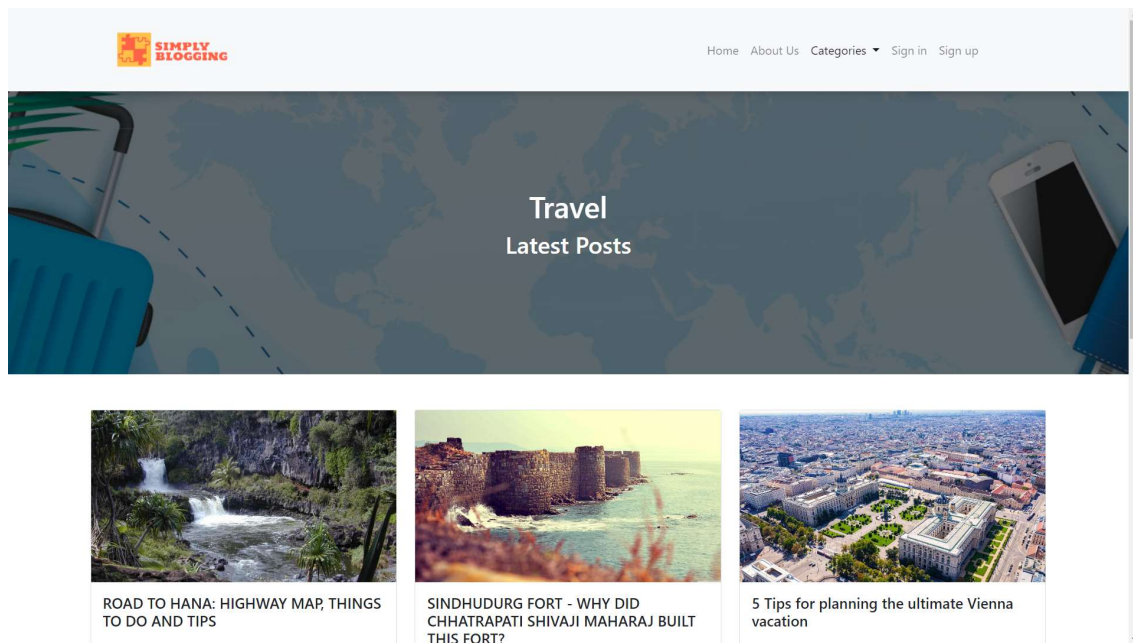 SIMPLY
BLOGGING
Home About Us Categories Sign in Sign up
Travel
Latest Posts
ROAD TO HANA: HIGHWAY MAP, THINGS
TO DO AND TIPS
SINDHUDURG FORT - WHY DID
CHHATRAPATI SHIVAJI MAHARAJ BUILT
THIS FORT?
5 Tips for planning the ultimate Vienna
vacation